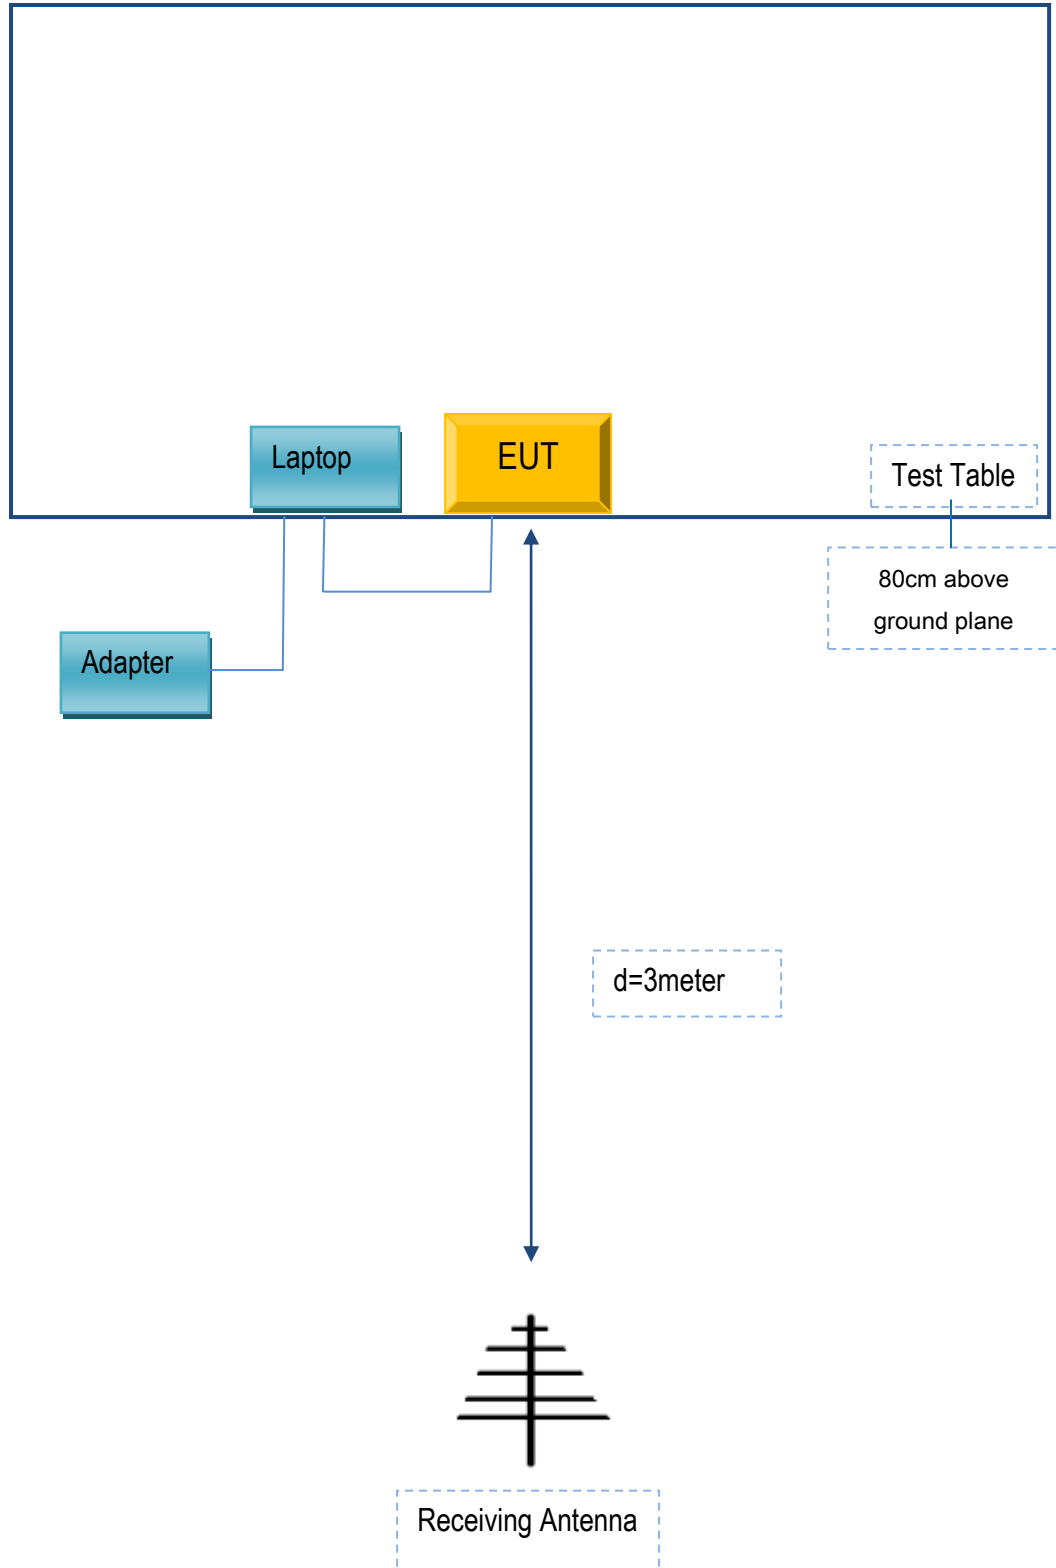 Laptop
EUT
Test Table
80cm above
ground plane
Adapter
d=3meter
Receiving Antenna